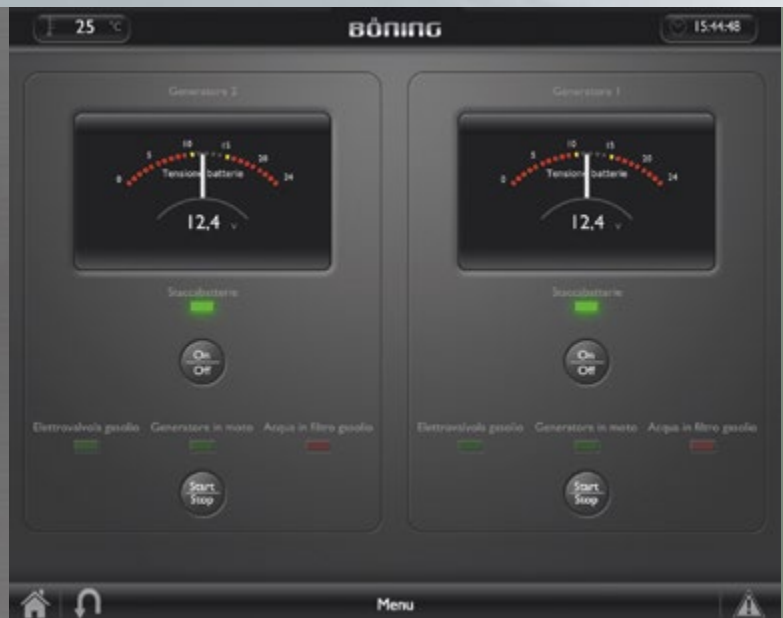 25 °C
BÖNING
15:44:48
Generatore 2
0 5 10 15 20 24
Tensione batterie
12,4 v
Staccabatterie
On
Off
Elettrovalvola gasolio
Generatore in moto
Acqua in filtro gasolio
Start
Stop
Generatore 1
0 5 10 15 20 24
Tensione batterie
12,4 v
Staccabatterie
On
Off
Elettrovalvola gasolio
Generatore in moto
Acqua in filtro gasolio
Start
Stop
Menu